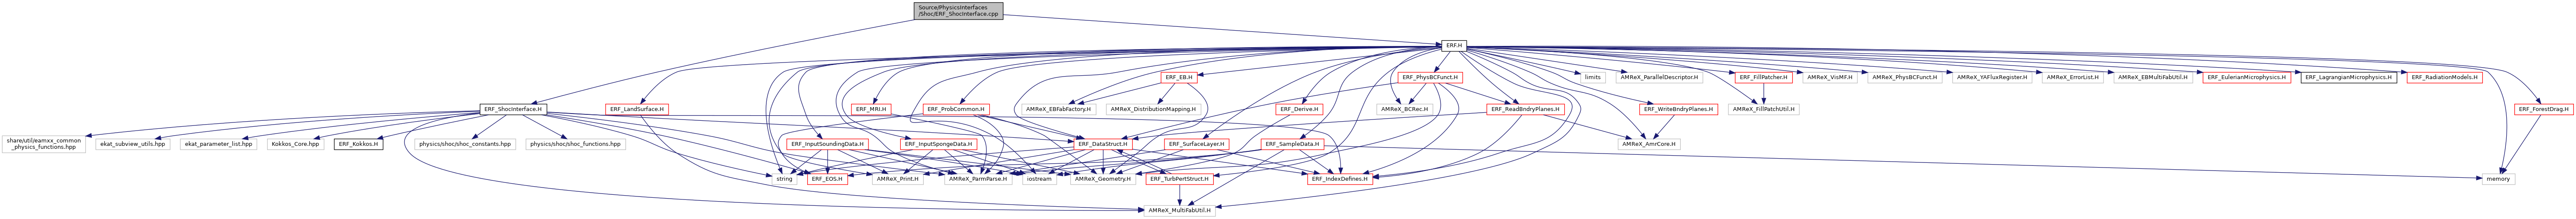 Source/PhysicsInterfaces
/Shoc/ERF_ShocInterface.cpp
ERF.H
ERF_EB.H
ERF_PhysBCFunct.H
limits
AMReX_ParallelDescriptor.H
ERF_FillPatcher.H
AMReX_VisMF.H
AMReX_PhysBCFunct.H
AMReX_YAFluxRegister.H
AMReX_ErrorList.H
AMReX_EBMultiFabUtil.H
ERF_EulerianMicrophysics.H
ERF_LagrangianMicrophysics.H
ERF_RadiationModels.H
ERF_ShocInterface.H
ERF_LandSurface.H
ERF_MRI.H
ERF_ProbCommon.H
AMReX_EBFabFactory.H
AMReX_DistributionMapping.H
ERF_Derive.H
AMReX_BCRec.H
ERF_ReadBndryPlanes.H
ERF_WriteBndryPlanes.H
AMReX_FillPatchUtil.H
ERF_ForestDrag.H
share/util/eamxx_common
_physics_functions.hpp
ekat_subview_utils.hpp
ekat_parameter_list.hpp
Kokkos_Core.hpp
ERF_Kokkos.H
physics/shoc/shoc_constants.hpp
physics/shoc/shoc_functions.hpp
ERF_InputSoundingData.H
ERF_InputSpongeData.H
ERF_DataStruct.H
ERF_SurfaceLayer.H
ERF_SampleData.H
AMReX_AmrCore.H
string
ERF_EOS.H
AMReX_Print.H
AMReX_ParmParse.H
iostream
AMReX_Geometry.H
ERF_TurbPertStruct.H
ERF_IndexDefines.H
memory
AMReX_MultiFabUtil.H